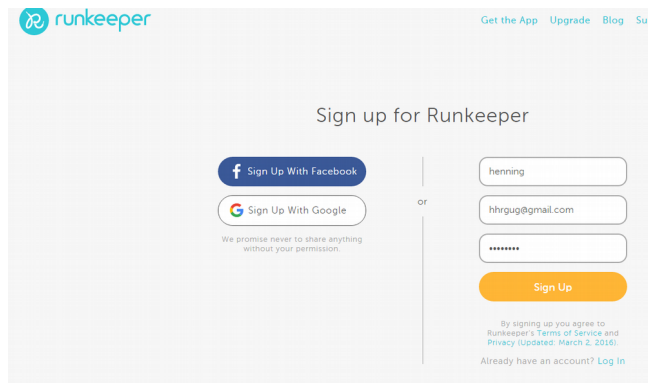 runkeeper
Get the App Upgrade Blog Su
Sign up for Runkeeper
Sign Up With Facebook
Sign Up With Google
We promise never to share anything
without your permission.
or
henning
hhrgug@gmail.com
••••••••
Sign Up
By signing up you agree to
Runkeeper's Terms of Service and
Privacy (Updated: March 2, 2016).
Already have an account? Log In